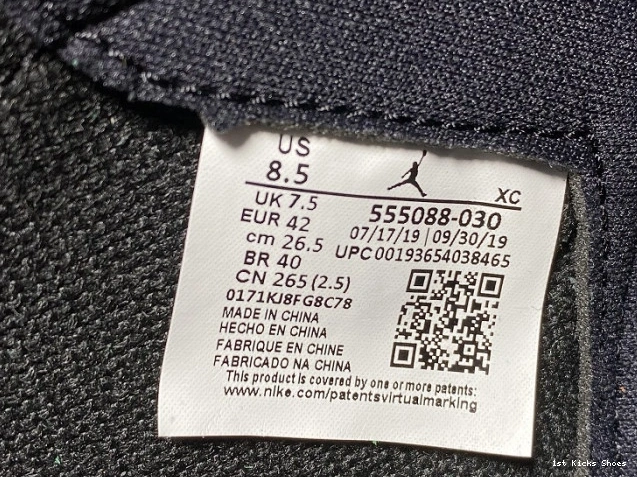 US
8.5
XC
UK 7.5
555088-030
EUR 42
07/17/19 | 09/30/19
cm 26.5
UPC 00193654038465
BR 40
CN 265 (2.5)
0171KJ8FG8C78
MADE IN CHINA
HECHO EN CHINA
FABRIQUE EN CHINE
FABRICADO NA CHINA
This product is covered by one or more patents:
www.nike.com/patentsvirtualmarking
1st Kicks Shoes